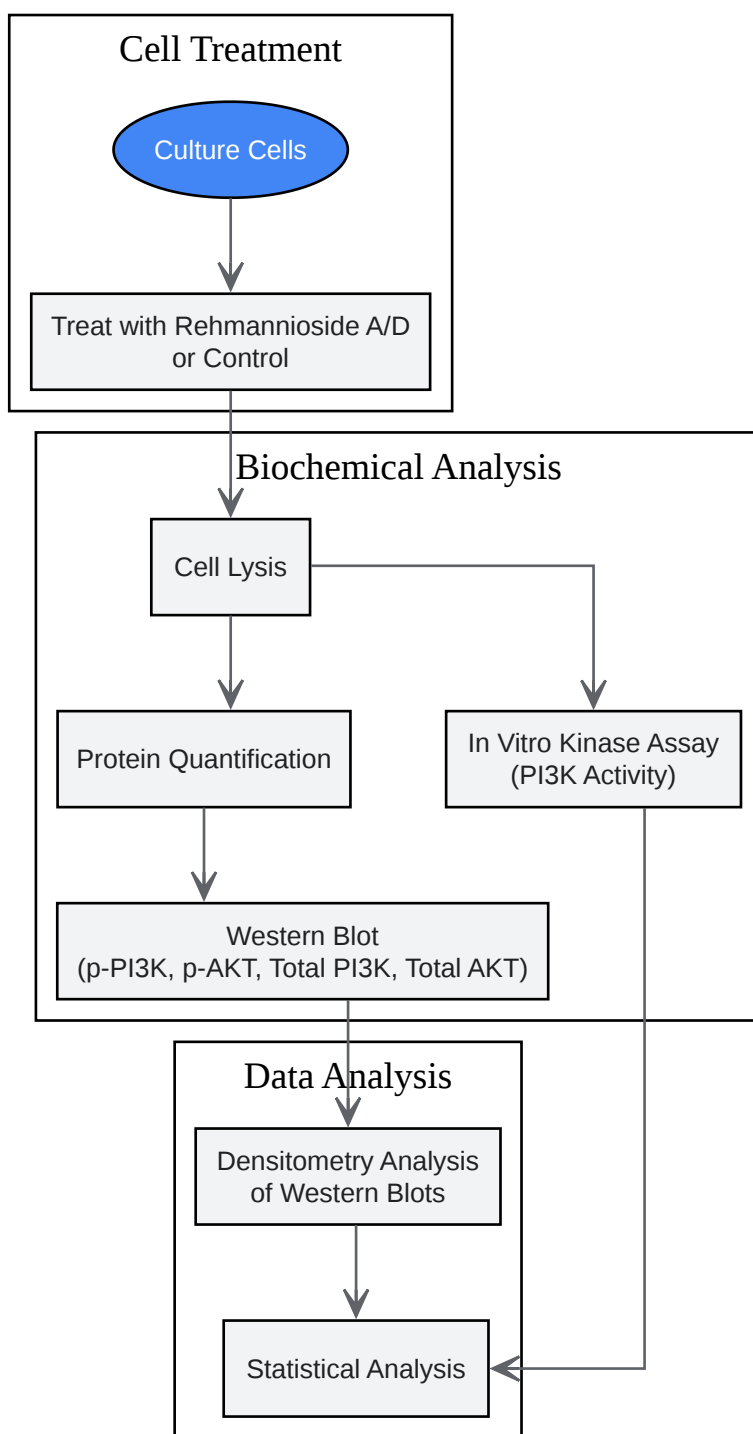 Cell Treatment
Culture Cells
Treat with Rehmannioside A/D
or Control
Biochemical Analysis
Cell Lysis
Protein Quantification
In Vitro Kinase Assay
(PI3K Activity)
Western Blot
(p-PI3K, p-AKT, Total PI3K, Total AKT)
Data Analysis
Densitometry Analysis
of Western Blots
Statistical Analysis